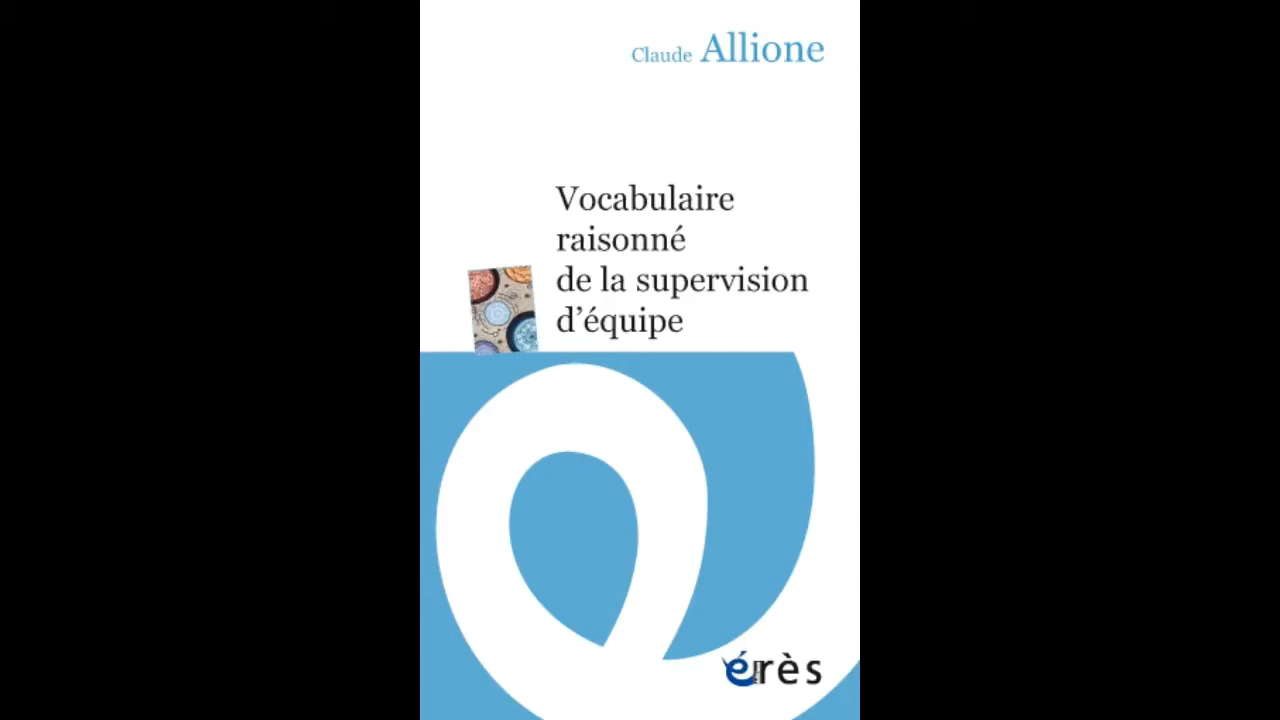 Claude Allione
Vocabulaire
raisonné
de la supervision
d’équipe
érès